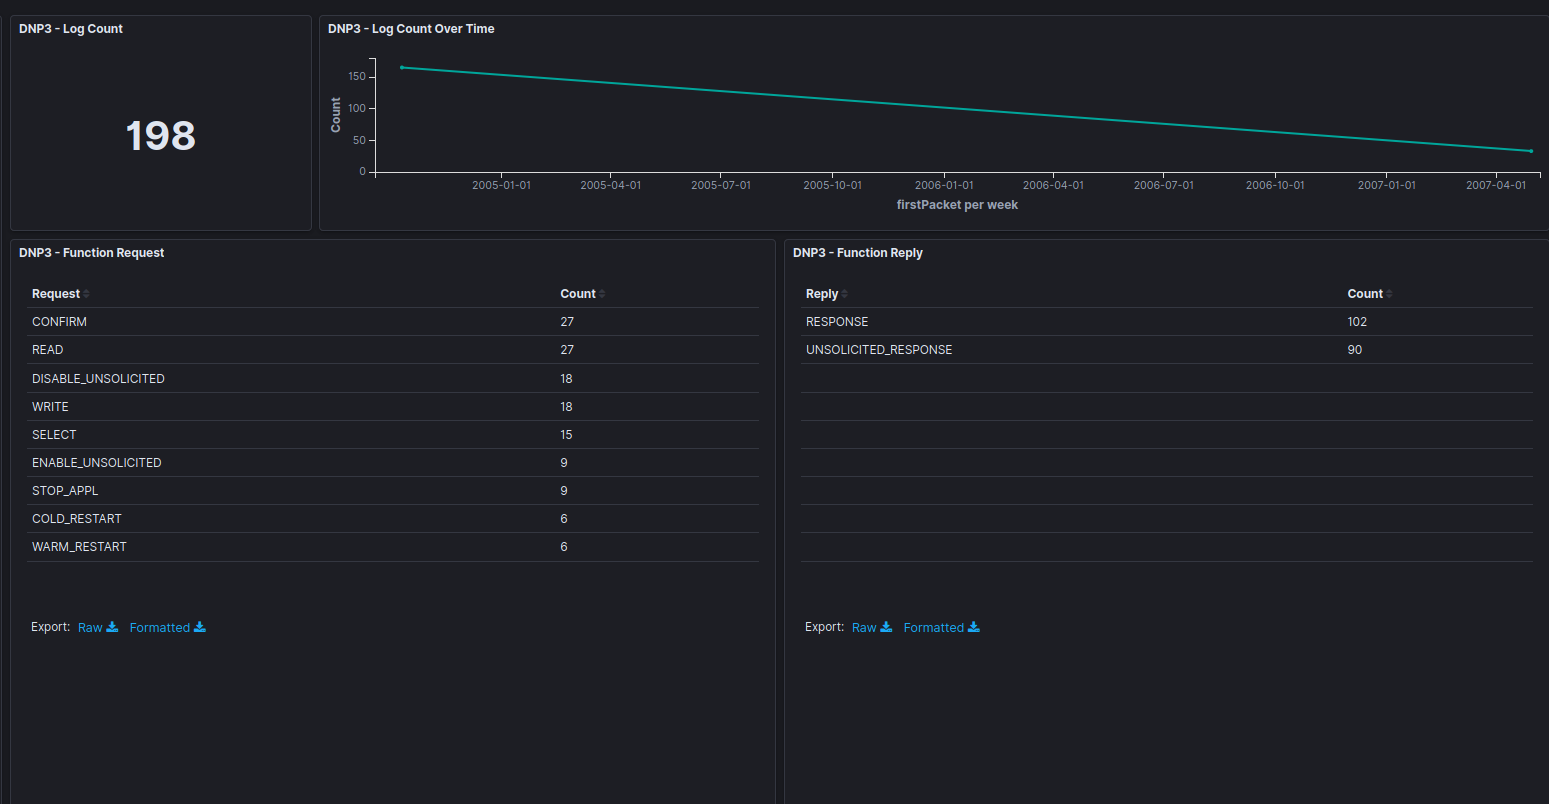 DNP3 - Log Count
198
DNP3 - Log Count Over Time
Count
150
100
50
0
2005-01-01 2005-04-01 2005-07-01 2005-10-01 2006-01-01 2006-04-01 2006-07-01 2006-10-01 2007-01-01 2007-04-01
firstPacket per week
DNP3 - Function Request
Request Count
CONFIRM 27
READ 27
DISABLE_UNSOLICITED 18
WRITE 18
SELECT 15
ENABLE_UNSOLICITED 9
STOP_APPL 9
COLD_RESTART 6
WARM_RESTART 6
Export: Raw Formatted
DNP3 - Function Reply
Reply Count
RESPONSE 102
UNSOLICITED_RESPONSE 90
Export: Raw Formatted